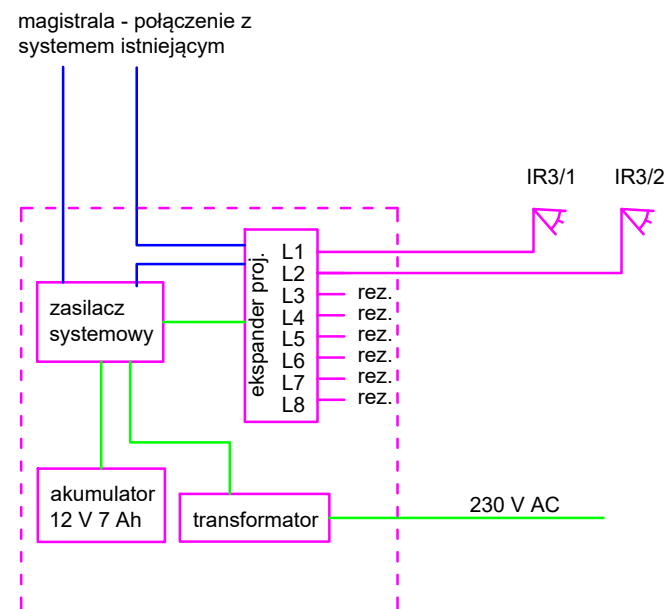 magistrala - połączenie z
systemem istniejącym
IR3/1
IR3/2
zasilacz
systemowy
ekspander proj.
L1
L2
L3
rez.
L4
rez.
L5
rez.
L6
rez.
L7
rez.
L8
rez.
akumulator
12 V 7 Ah
transformator
230 V AC